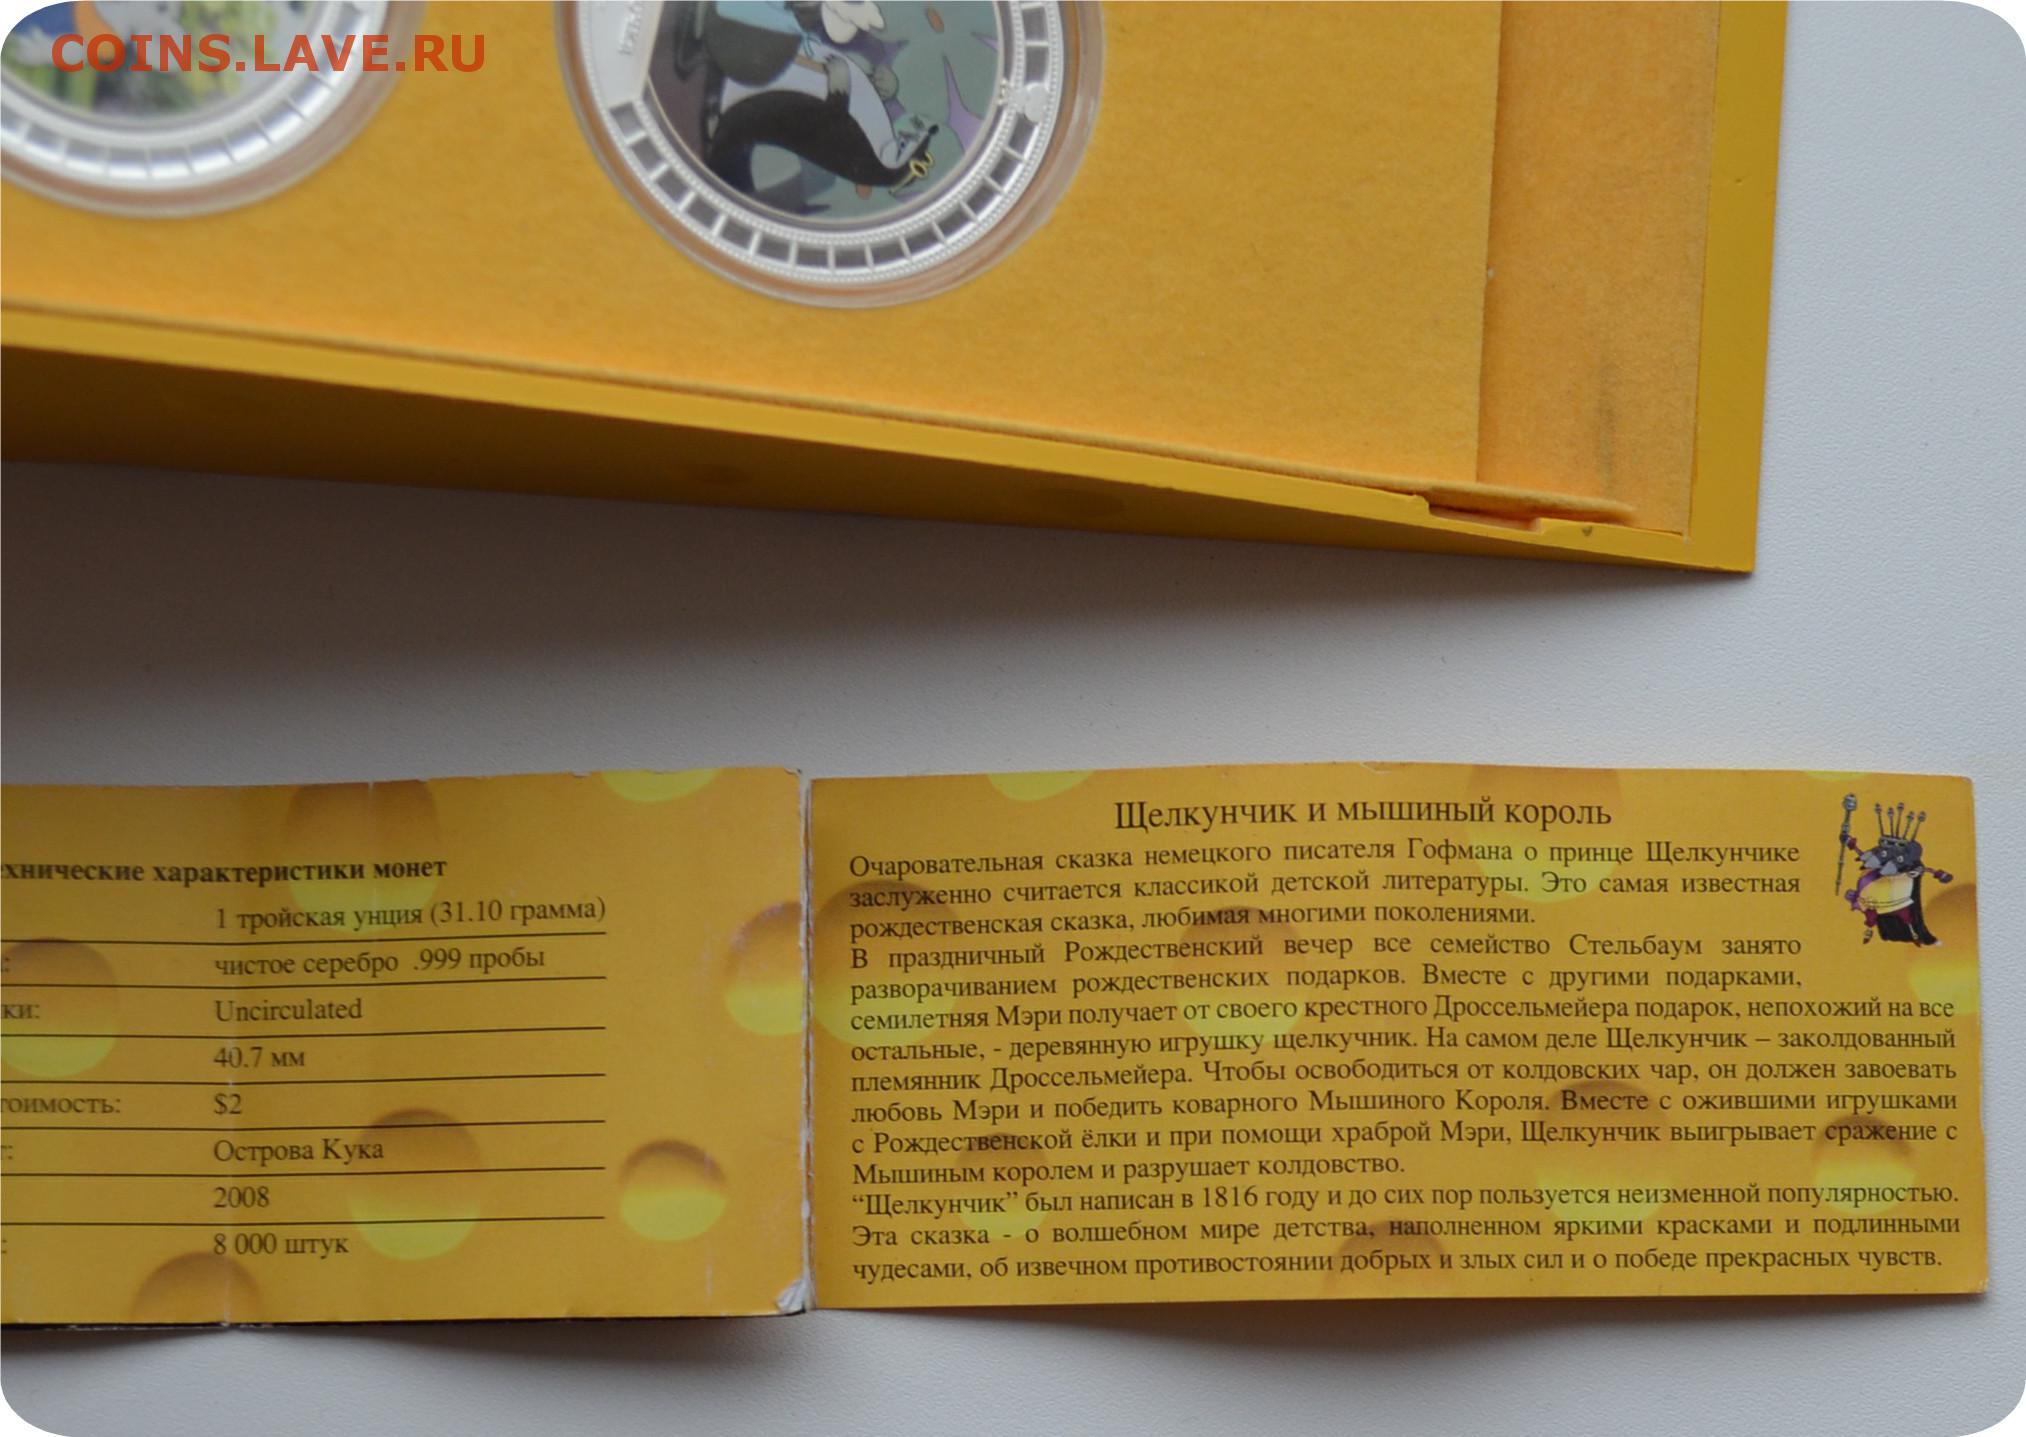 COINS.LAVE.RU
ехнические характеристики монет
1 тройская унция (31.10 грамма)
чистое серебро .999 пробы
ки: Uncirculated
40.7 мм
тоимость: $2
Острова Кука
2008
8 000 штук
Щелкунчик и мышиный король
Очаровательная сказка немецкого писателя Гофмана о принце Щелкунчике
заслуженно считается классикой детской литературы. Это самая известная
рождественская сказка, любимая многими поколениями.
В праздничный Рождественский вечер все семейство Стельбаум занято
разворачиванием рождественских подарков. Вместе с другими подарками,
семилетняя Мэри получает от своего крестного Дроссельмейера подарок, непохожий на все
остальные, - деревянную игрушку щелкучник. На самом деле Щелкунчик – заколдованный
племянник Дроссельмейера. Чтобы освободиться от колдовских чар, он должен завоевать
любовь Мэри и победить коварного Мышиного Короля. Вместе с ожившими игрушками
с Рождественской ёлки и при помощи храброй Мэри, Щелкунчик выигрывает сражение с
Мышиным королем и разрушает колдовство.
“Щелкунчик” был написан в 1816 году и до сих пор пользуется неизменной популярностью.
Эта сказка - о волшебном мире детства, наполненном яркими красками и подлинными
чудесами, об извечном противостоянии добрых и злых сил и о победе прекрасных чувств.